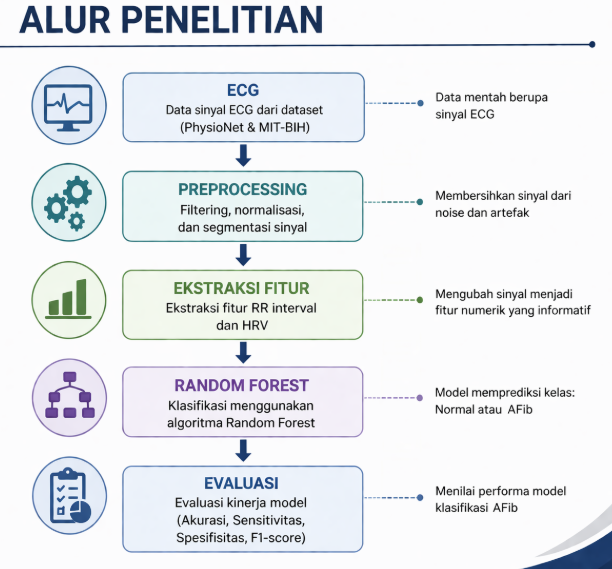 ALUR PENELITIAN
ECG
Data sinyal ECG dari dataset
(PhysioNet & MIT-BIH)
Data mentah berupa
sinyal ECG
PREPROCESSING
Filtering, normalisasi,
dan segmentasi sinyal
Membersihkan sinyal dari
noise dan artefak
EKSTRAKSI FITUR
Ekstraksi fitur RR interval
dan HRV
Mengubah sinyal menjadi
fitur numerik yang informatif
RANDOM FOREST
Klasifikasi menggunakan
algoritma Random Forest
Model memprediksi kelas:
Normal atau AFib
EVALUASI
Evaluasi kinerja model
(Akurasi, Sensitivitas,
Spesifisitas, F1-score)
Menilai performa model
klasifikasi AFib